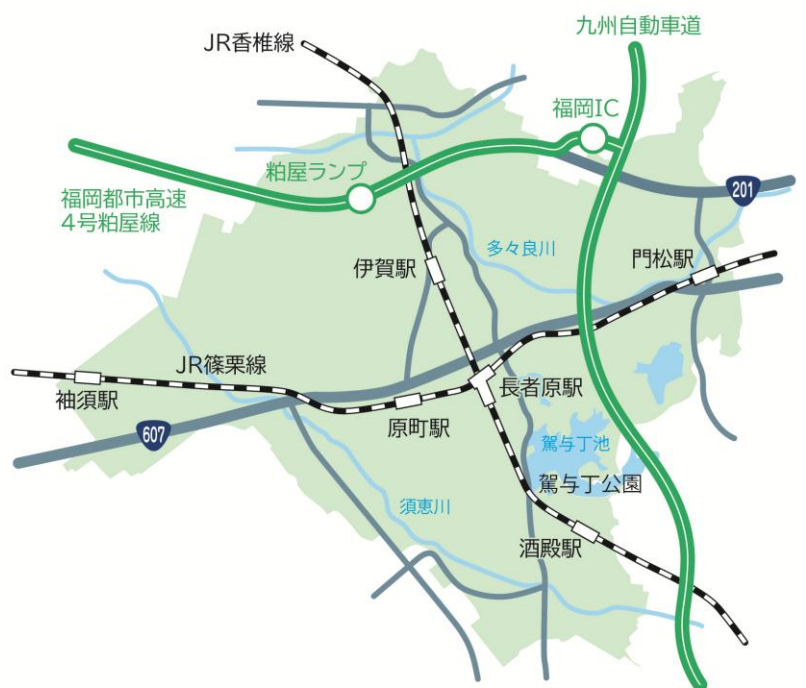 九州自動車道
JR香椎線
福岡IC
粕屋ランプ
福岡都市高速
4号粕屋線
201
多々良川
伊賀駅
門松駅
JR篠栗線
袖須駅
原町駅
長者原駅
607
駕与丁池
駕与丁公園
須恵川
酒殿駅